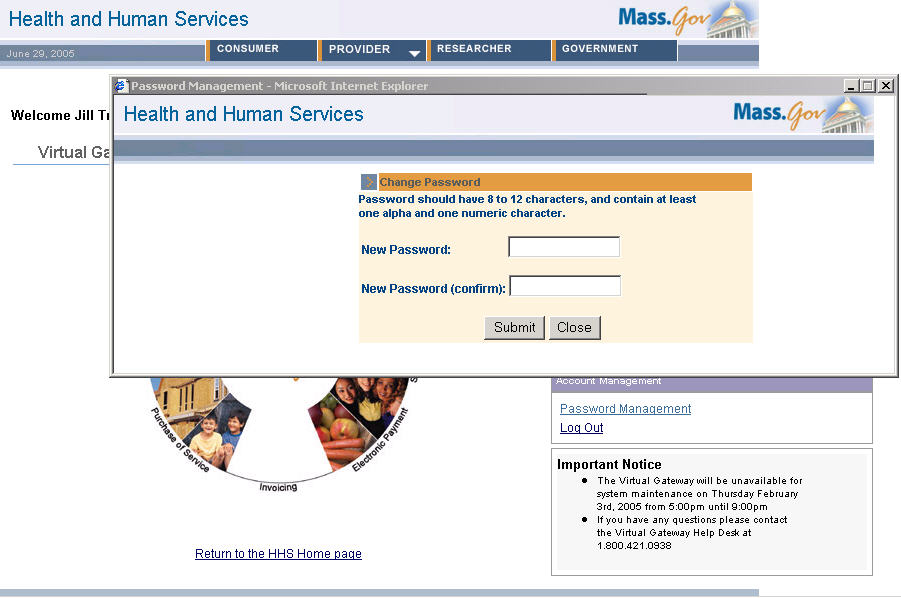 Health and Human Services
Mass.Gov
June 29, 2005
CONSUMER
PROVIDER
RESEARCHER
GOVERNMENT
Password Management - Microsoft Internet Explorer
Welcome Jill
Virtual
Health and Human Services
Mass.Gov
Change Password
Password should have 8 to 12 characters, and contain at least
one alpha and one numeric character.
New Password:
New Password (confirm):
Submit
Close
Purchase of Service
Invoicing
Electronic Payment
Account Management
Password Management
Log Out
Important Notice
The Virtual Gateway will be unavailable for
system maintenance on Thursday February
3rd, 2005 from 5:00pm until 9:00pm
If you have any questions please contact
the Virtual Gateway Help Desk at
1.800.421.0938
Return to the HHS Home page